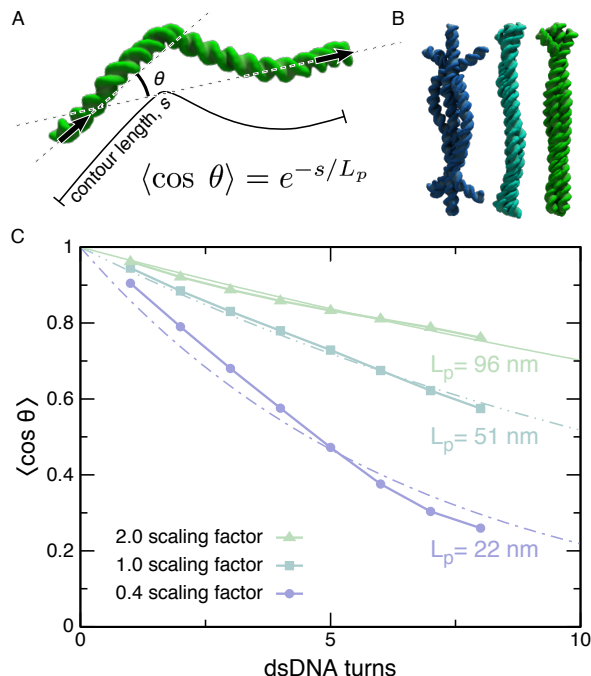 A
B
θ
contour length, s
⟨cos θ⟩ = e^{-s/L_p}
C
1
0.8
0.6
0.4
0.2
0
⟨cos θ⟩
L_p= 96 nm
L_p= 51 nm
L_p= 22 nm
2.0 scaling factor
1.0 scaling factor
0.4 scaling factor
0
5
10
dsDNA turns